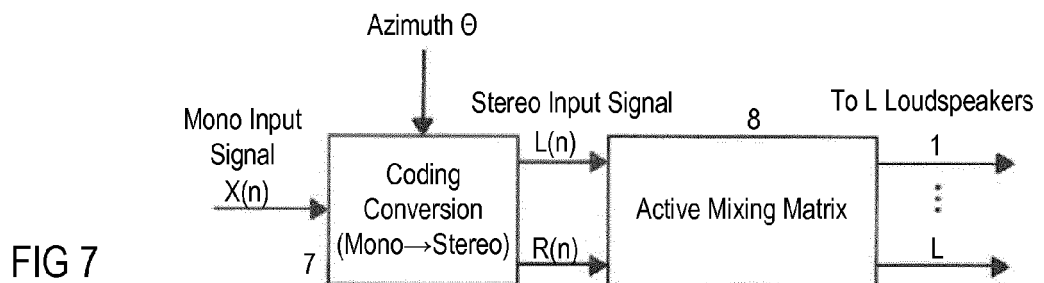 Azimuth Θ
Mono Input
Signal
X(n)
Stereo Input Signal
L(n)
R(n)
Coding
Conversion
(Mono→Stereo)
7
8
Active Mixing Matrix
To L Loudspeakers
1
L
FIG 7